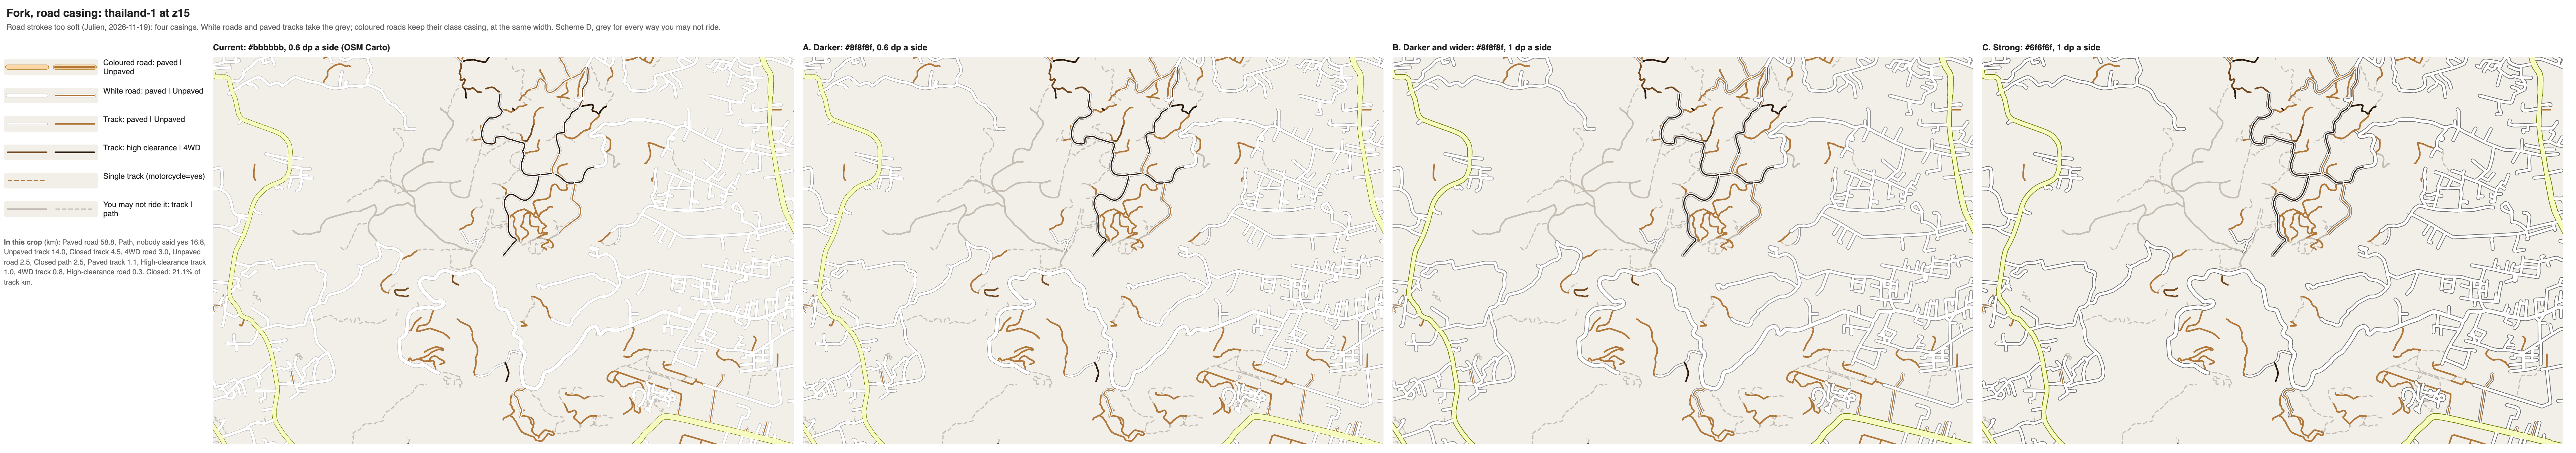 Fork, road casing: thailand-1 at z15
Road strokes too soft (Julien, 2026-11-19): four casings. White roads and paved tracks take the grey; coloured roads keep their class casing, at the same width. Scheme D, grey for every way you may not ride.
Current: #bbbbbb, 0.6 dp a side (OSM Carto)
A. Darker: #8f8f8f, 0.6 dp a side
B. Darker and wider: #8f8f8f, 1 dp a side
C. Strong: #6f6f6f, 1 dp a side
Coloured road: paved |
Unpaved
White road: paved | Unpaved
Track: paved | Unpaved
Track: high clearance | 4WD
Single track (motorcycle=yes)
You may not ride it: track |
path
In this crop (km): Paved road 58.8, Path, nobody said yes 16.8,
Unpaved track 14.0, Closed track 4.5, 4WD road 3.0, Unpaved
road 2.5, Closed path 2.5, Paved track 1.1, High-clearance track
1.0, 4WD track 0.8, High-clearance road 0.3. Closed: 21.1% of
track km.